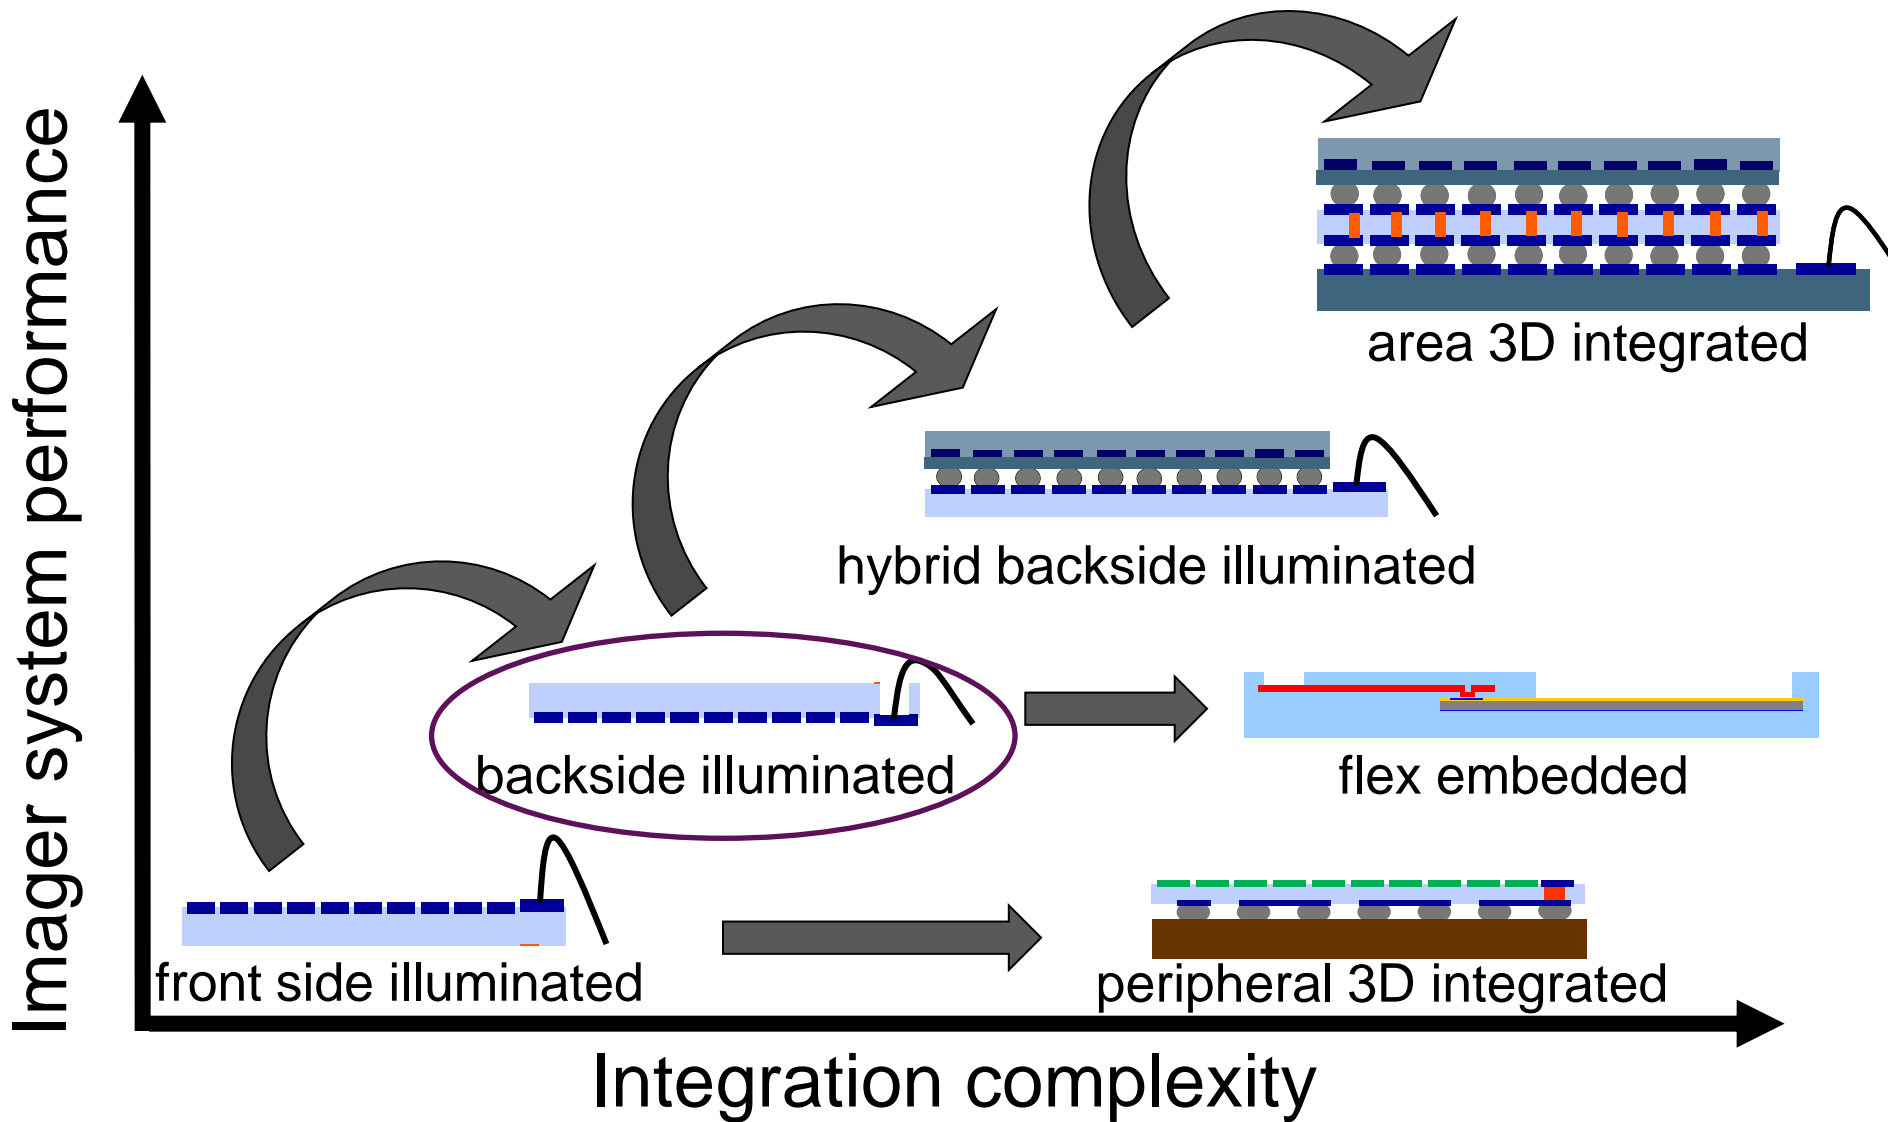 Imager system performance
area 3D integrated
hybrid backside illuminated
backside illuminated
flex embedded
front side illuminated
peripheral 3D integrated
Integration complexity